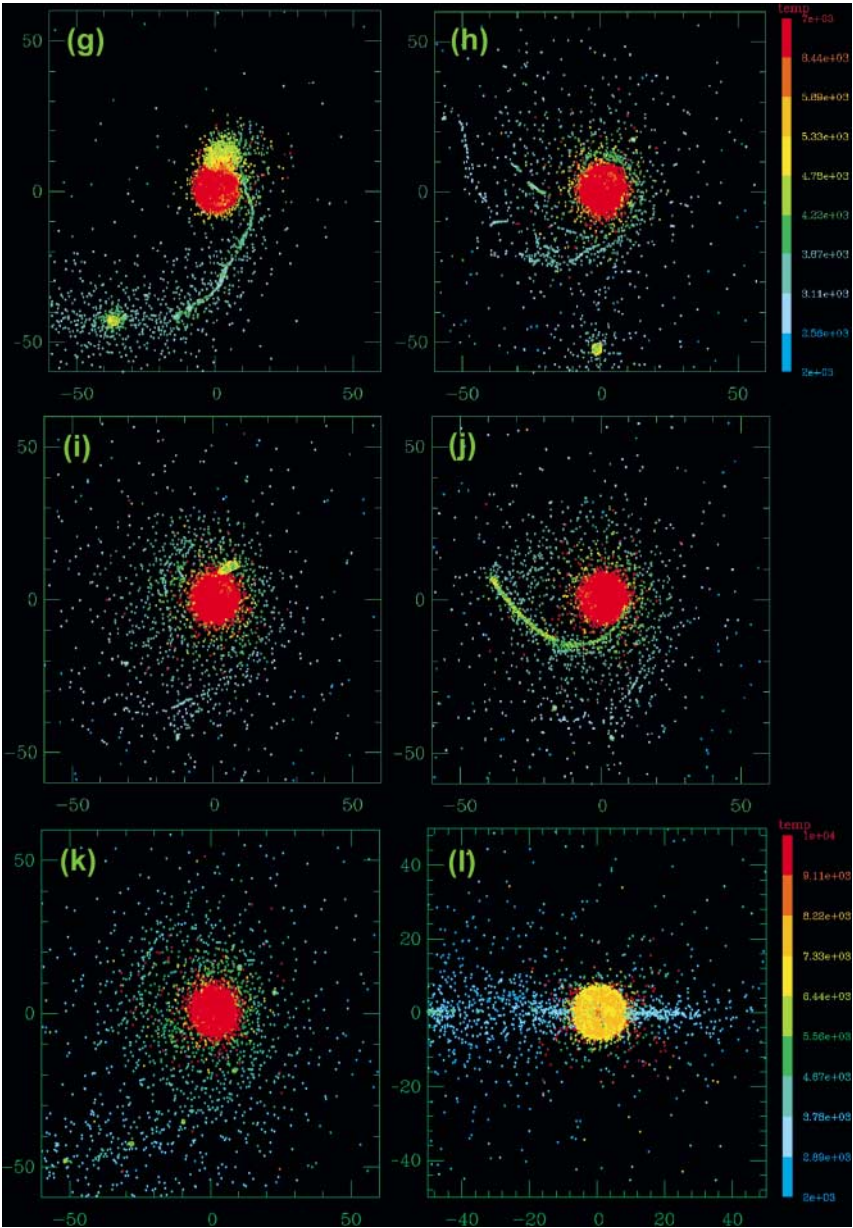 (g)
50
0
−50
−50 0 50
(h)
−50 0 50
temp
7e+03
6.44e+03
5.89e+03
5.33e+03
4.78e+03
4.22e+03
3.67e+03
3.11e+03
2.56e+03
2e+03
(i)
50
0
−50
−50 0 50
(j)
50
0
−50
−50 0 50
(k)
50
0
−50
−50 0 50
(l)
40
20
0
−20
−40
−40 −20 0 20 40
temp
1e+04
9.11e+03
8.22e+03
7.33e+03
6.44e+03
5.56e+03
4.67e+03
3.78e+03
2.89e+03
2e+03